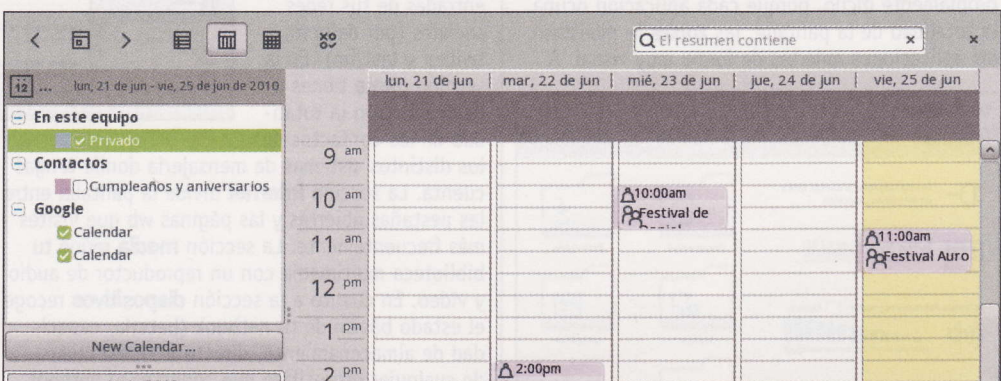 El resumen contiene
12 ... lun, 21 de jun - vie, 25 de jun de 2010
lun, 21 de jun mar, 22 de jun mié, 23 de jun jue, 24 de jun vie, 25 de jun
En este equipo
Privado
Contactos
Cumpleaños y aniversarios
Google
Calendar
Calendar
New Calendar...
9 am
10 am
11 am
12 pm
1 pm
2 pm
10:00am
Festival de
11:00am
Festival Auro
2:00pm